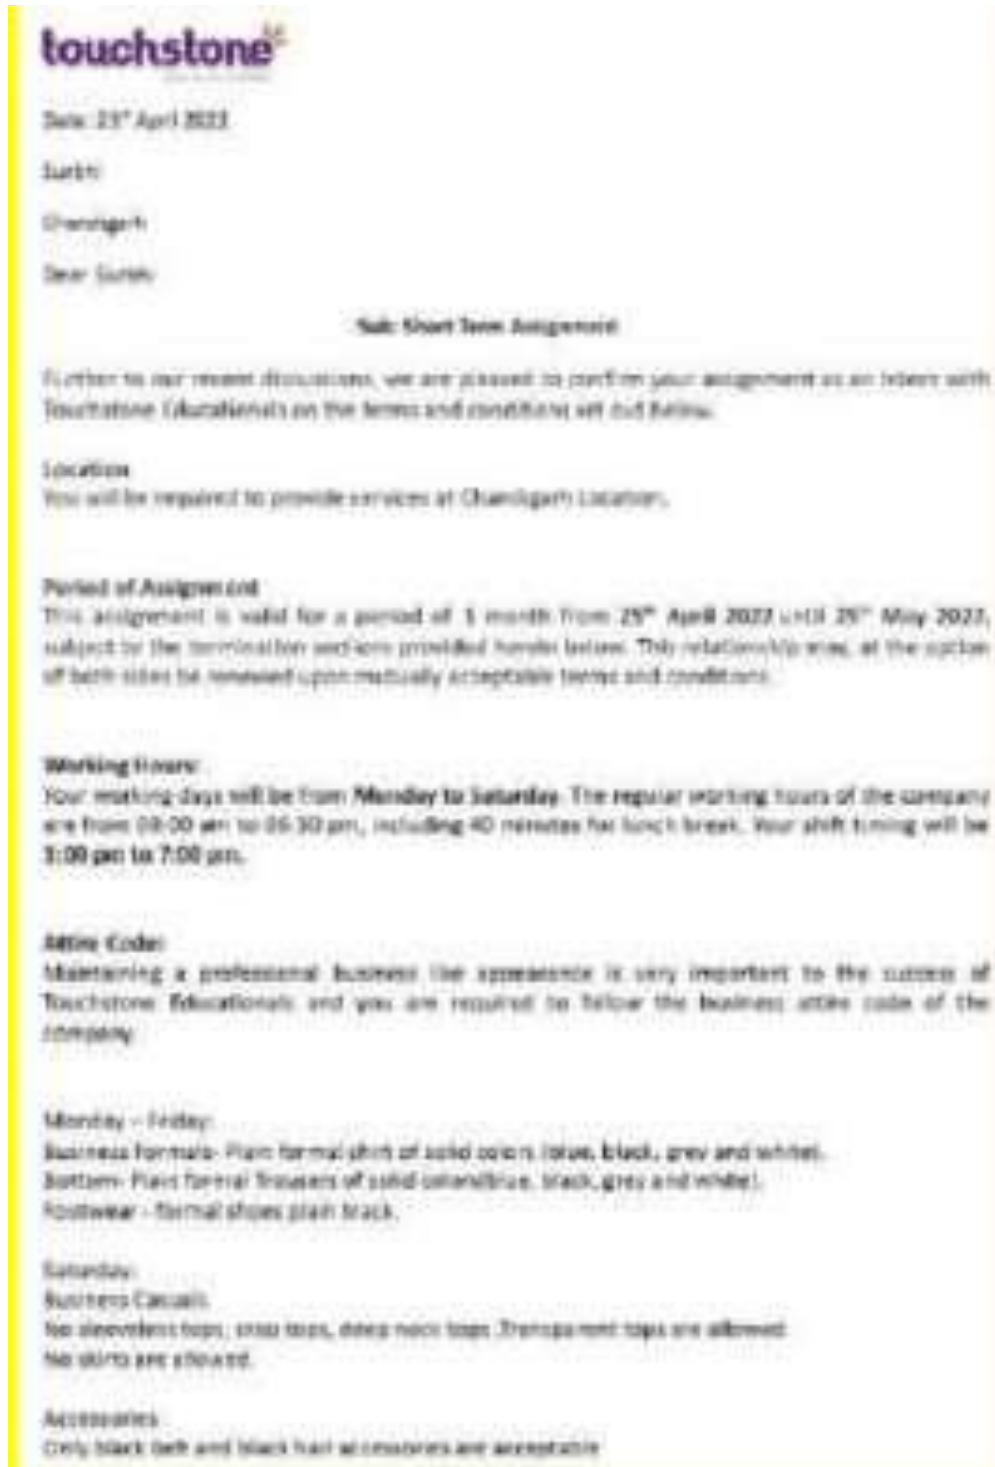 touchstone
Date: April 2022
Chandigarh
Dear
Sub: Short Term Assignment
Further to our recent discussions, we are pleased to confirm your assignment as an Intern with
Touchstone Educationals on the terms and conditions set out below.
Location
You will be required to provide services at Chandigarh Location.
Period of Assignment
This assignment is valid for a period of 1 month from 25th April 2022 until 25th May 2022,
subject to the termination sections provided herein below. This relationship may, at the option
of both sides be renewed upon mutually acceptable terms and conditions.
Working Hours:
Your working days will be from Monday to Saturday. The regular working hours of the company
are from am to pm, including 40 minutes for lunch break. Your shift timing will be
pm to 7:00 pm.
Attire Code:
Maintaining a professional business like appearance is very important to the success of
Touchstone Educationals and you are required to follow the business attire code of the
company.
Monday – Friday:
Business Formals- Plain formal shirt of solid colors (blue, black, grey and white).
Bottom- Plain formal Trousers of solid colors(blue, black, grey and white).
Footwear - formal shoes plain black.
Saturday:
Business Casuals
No sleeveless tops, crop tops, deep neck tops ,Transparent tops are allowed
No skirts are allowed.
Accessories
Only black belt and black hair accessories are acceptable